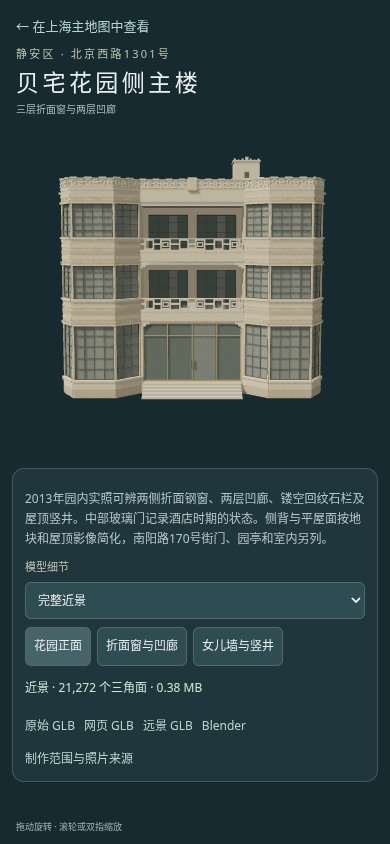 ← 在上海主地图中查看
静安区 · 北京西路1301号
贝宅花园侧主楼
三层折面窗与两层凹廊
2013年园内实照可辨两侧折面钢窗、两层凹廊、镂空回纹石栏及
屋顶竖井。中部玻璃门记录酒店时期的状态。侧背与平屋面按地
块和屋顶影像简化，南阳路170号街门、园亭和室内另列。
模型细节
完整近景
花园正面 折面窗与凹廊 女儿墙与竖井
近景 · 21,272 个三角面 · 0.38 MB
原始 GLB 网页 GLB 远景 GLB Blender
制作范围与照片来源
拖动旋转 · 滚轮或双指缩放